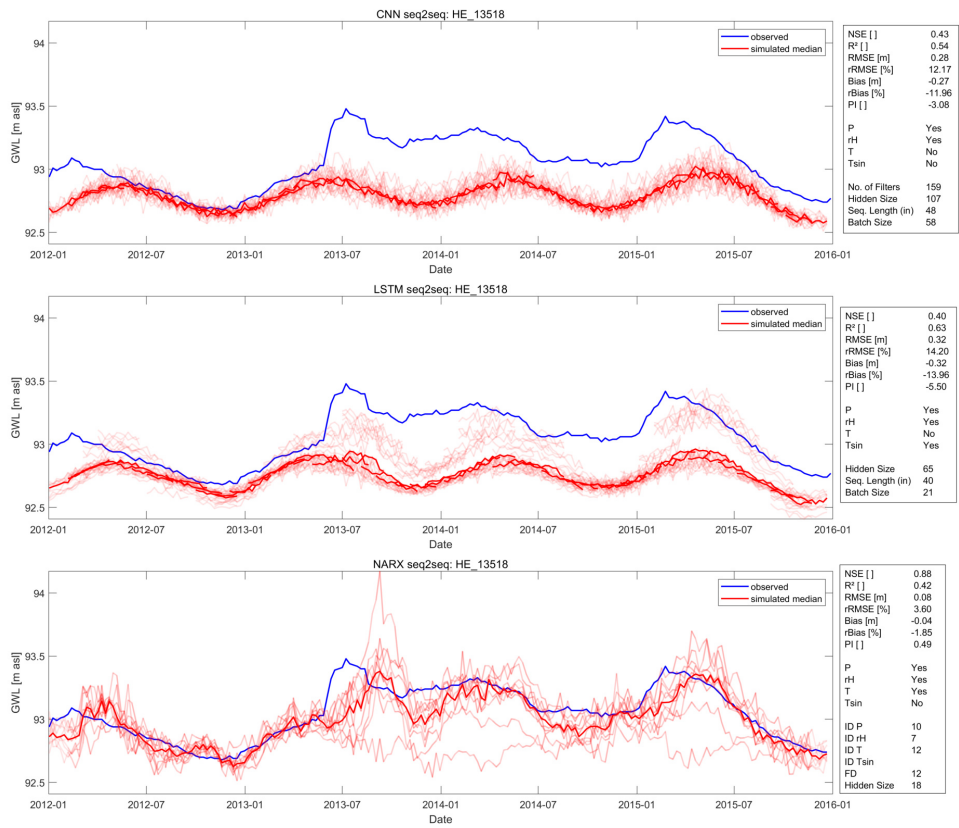 CNN seq2seq: HE_13518
94
93.5
93
92.5
GWL [m asl]
observed
simulated median
2012-01 2012-07 2013-01 2013-07 2014-01 2014-07 2015-01 2015-07 2016-01
Date
NSE [ ] 0.43
R² [ ] 0.54
RMSE [m] 0.28
rRMSE [%] 12.17
Bias [m] -0.27
rBias [%] -11.96
PI [ ] -3.08
P Yes
rH Yes
T No
Tsin No
No. of Filters 159
Hidden Size 107
Seq. Length (in) 48
Batch Size 58
LSTM seq2seq: HE_13518
94
93.5
93
92.5
GWL [m asl]
observed
simulated median
2012-01 2012-07 2013-01 2013-07 2014-01 2014-07 2015-01 2015-07 2016-01
Date
NSE [ ] 0.40
R² [ ] 0.63
RMSE [m] 0.32
rRMSE [%] 14.20
Bias [m] -0.32
rBias [%] -13.96
PI [ ] -5.50
P Yes
rH Yes
T No
Tsin Yes
Hidden Size 65
Seq. Length (in) 40
Batch Size 21
NARX seq2seq: HE_13518
94
93.5
93
92.5
GWL [m asl]
observed
simulated median
2012-01 2012-07 2013-01 2013-07 2014-01 2014-07 2015-01 2015-07 2016-01
Date
NSE [ ] 0.88
R² [ ] 0.42
RMSE [m] 0.08
rRMSE [%] 3.60
Bias [m] -0.04
rBias [%] -1.85
PI [ ] 0.49
P Yes
rH Yes
T Yes
Tsin No
ID P 10
ID rH 7
ID T 12
ID Tsin
FD 12
Hidden Size 18